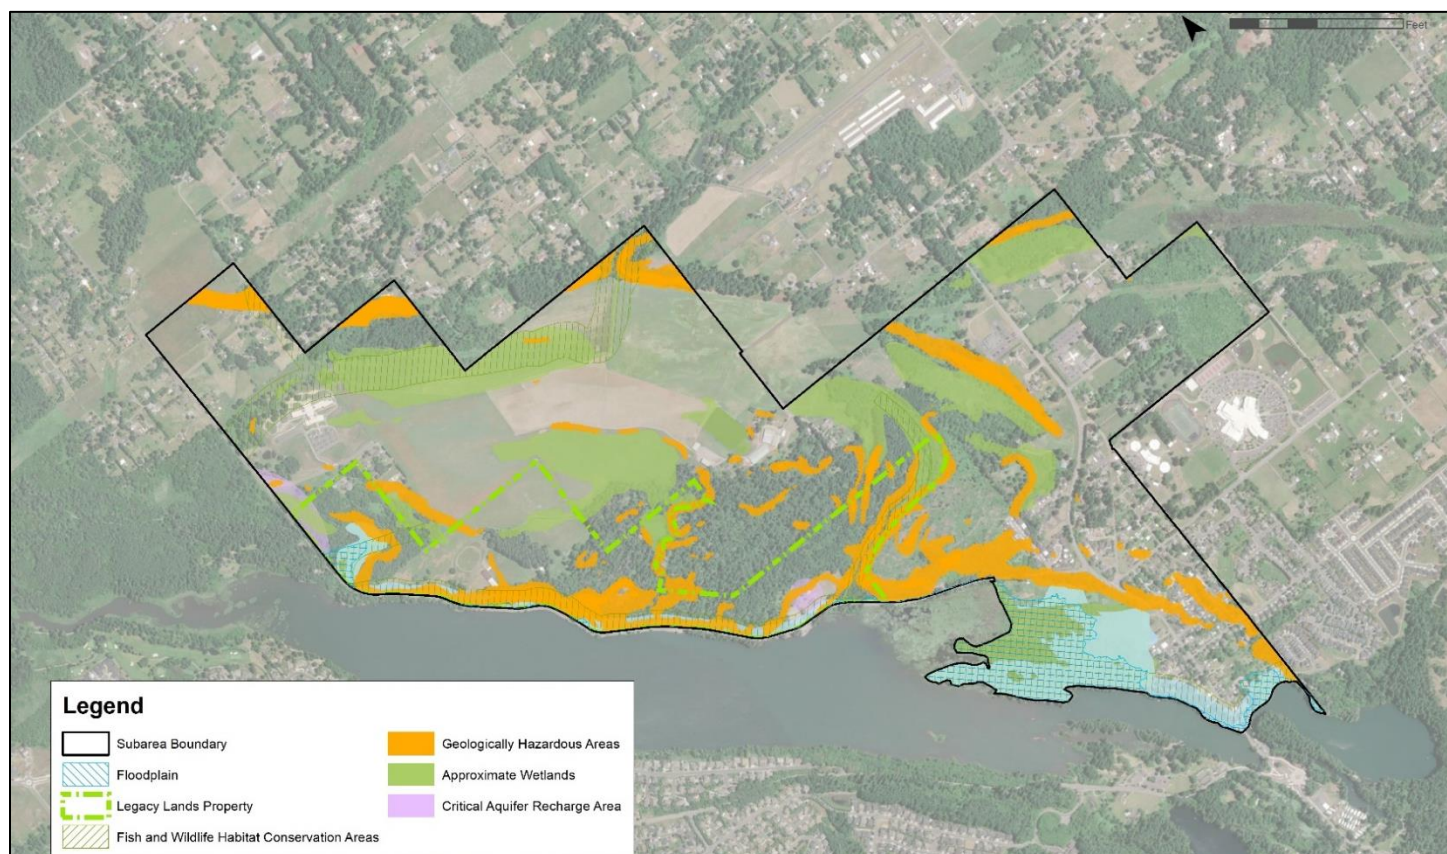 Feet
Legend
Subarea Boundary
Floodplain
Legacy Lands Property
Fish and Wildlife Habitat Conservation Areas
Geologically Hazardous Areas
Approximate Wetlands
Critical Aquifer Recharge Area